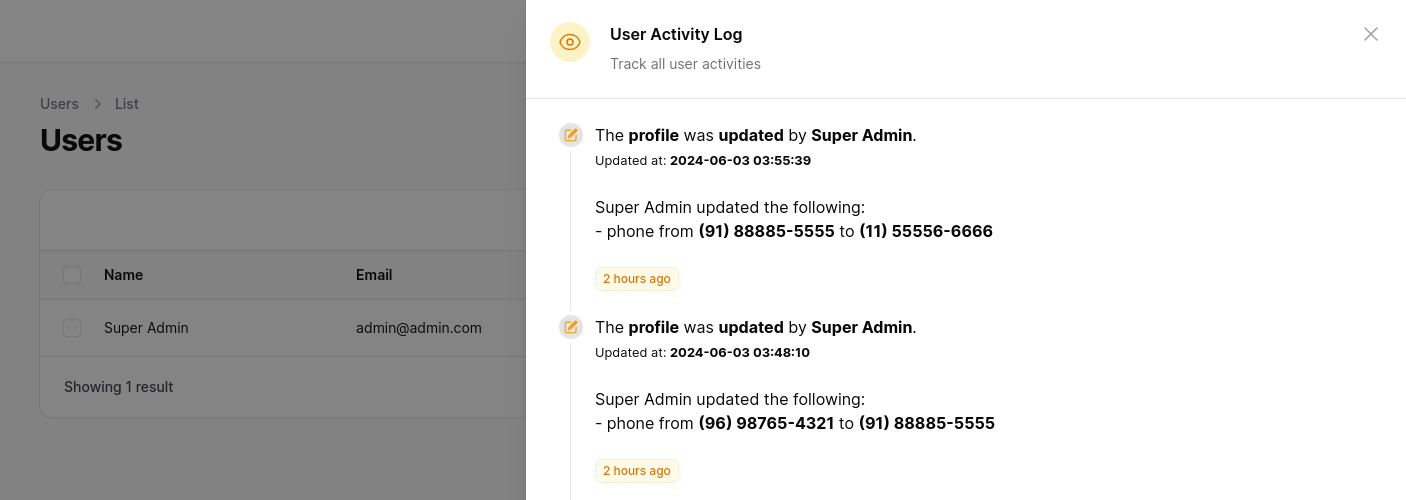 Users > List
Users
Name Email
Super Admin admin@admin.com
Showing 1 result
User Activity Log
Track all user activities
The profile was updated by Super Admin.
Updated at: 2024-06-03 03:55:39
Super Admin updated the following:
- phone from (91) 88885-5555 to (11) 55556-6666
2 hours ago
The profile was updated by Super Admin.
Updated at: 2024-06-03 03:48:10
Super Admin updated the following:
- phone from (96) 98765-4321 to (91) 88885-5555
2 hours ago